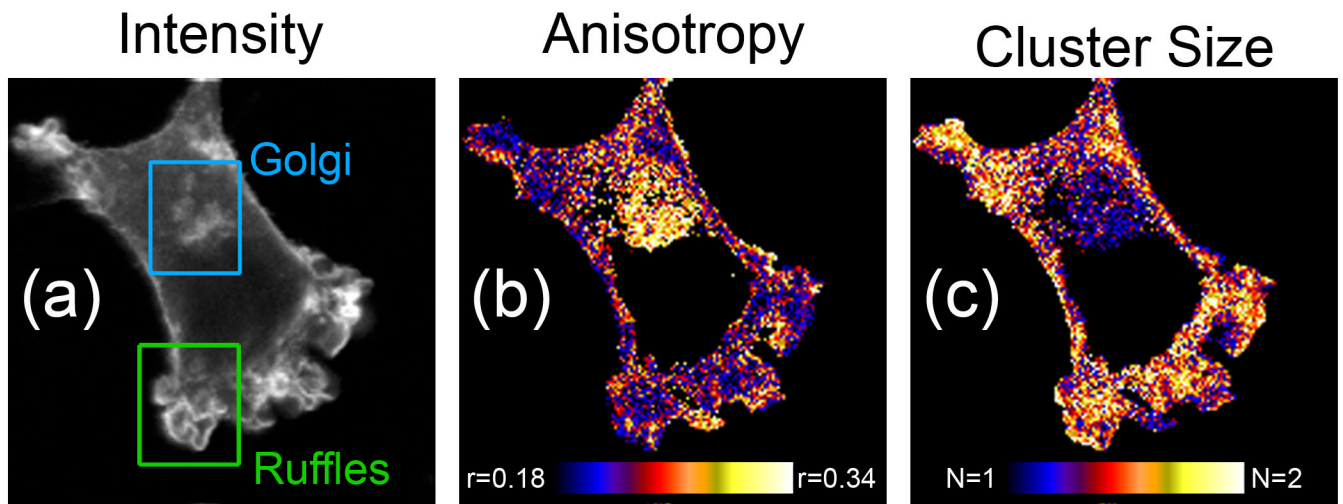 Intensity
Anisotropy
Cluster Size
Golgi
(a)
(b)
(c)
Ruffles
r=0.18
r=0.34
N=1
N=2